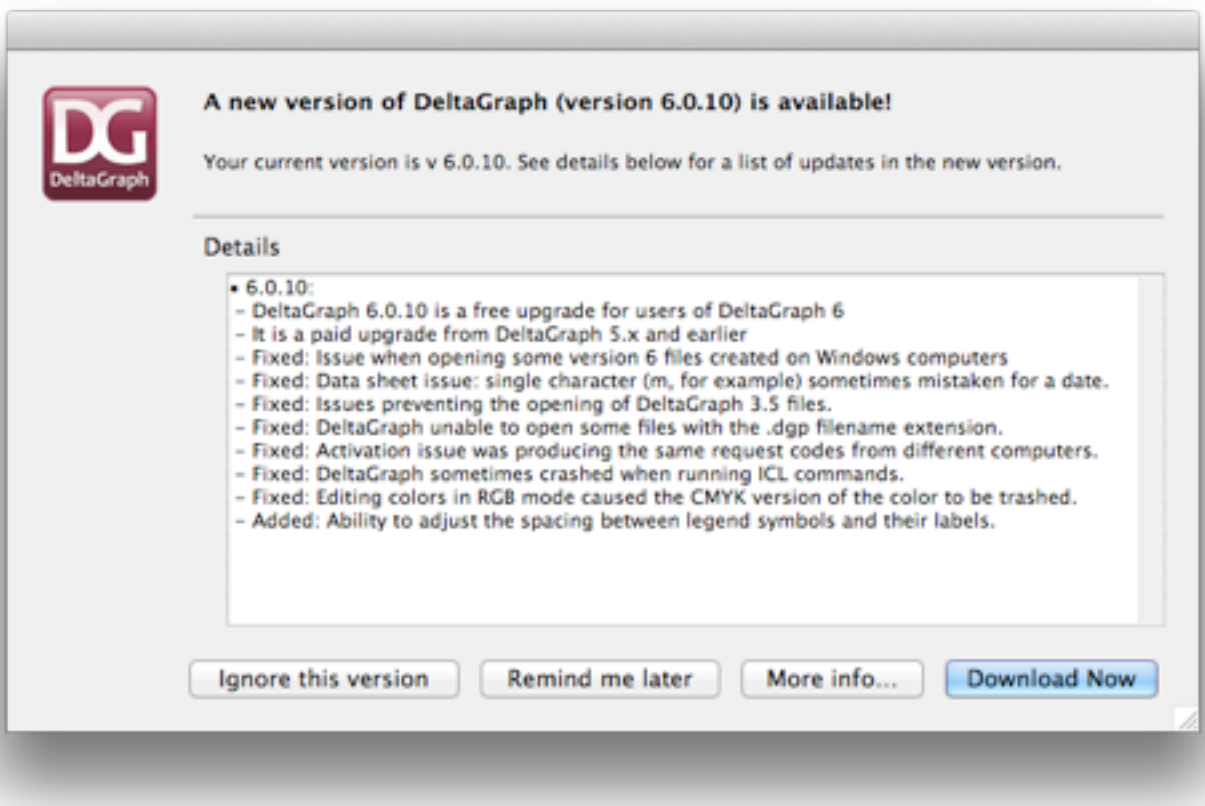 DG
DeltaGraph
A new version of DeltaGraph (version 6.0.10) is available!
Your current version is v 6.0.10. See details below for a list of updates in the new version.
Details
• 6.0.10:
– DeltaGraph 6.0.10 is a free upgrade for users of DeltaGraph 6
– It is a paid upgrade from DeltaGraph 5.x and earlier
– Fixed: Issue when opening some version 6 files created on Windows computers
– Fixed: Data sheet issue: single character (m, for example) sometimes mistaken for a date.
– Fixed: Issues preventing the opening of DeltaGraph 3.5 files.
– Fixed: DeltaGraph unable to open some files with the .dgp filename extension.
– Fixed: Activation issue was producing the same request codes from different computers.
– Fixed: DeltaGraph sometimes crashed when running ICL commands.
– Fixed: Editing colors in RGB mode caused the CMYK version of the color to be trashed.
– Added: Ability to adjust the spacing between legend symbols and their labels.
Ignore this version
Remind me later
More info...
Download Now